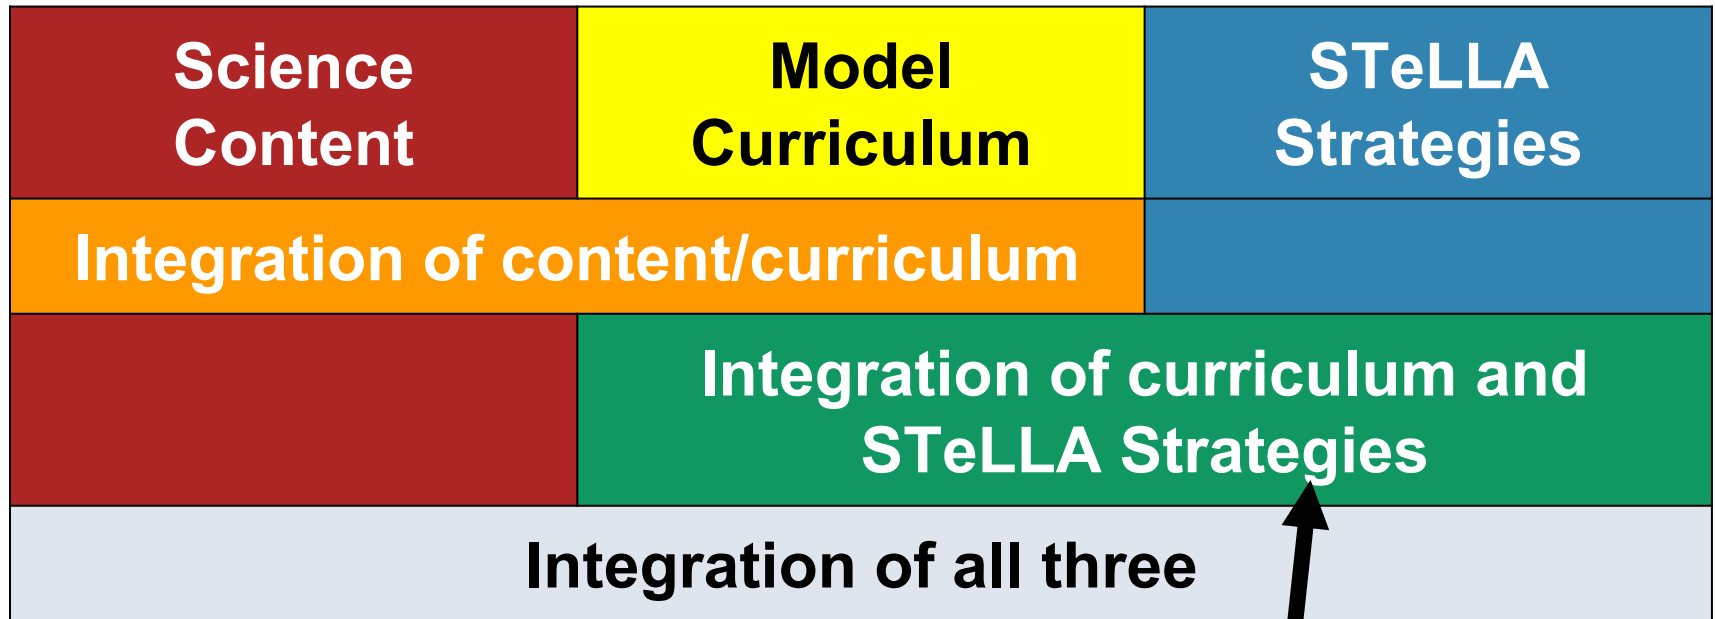 Science
Content
Model
Curriculum
STeLLA
Strategies
Integration of content/curriculum
Integration of curriculum and
STeLLA Strategies
Integration of all three